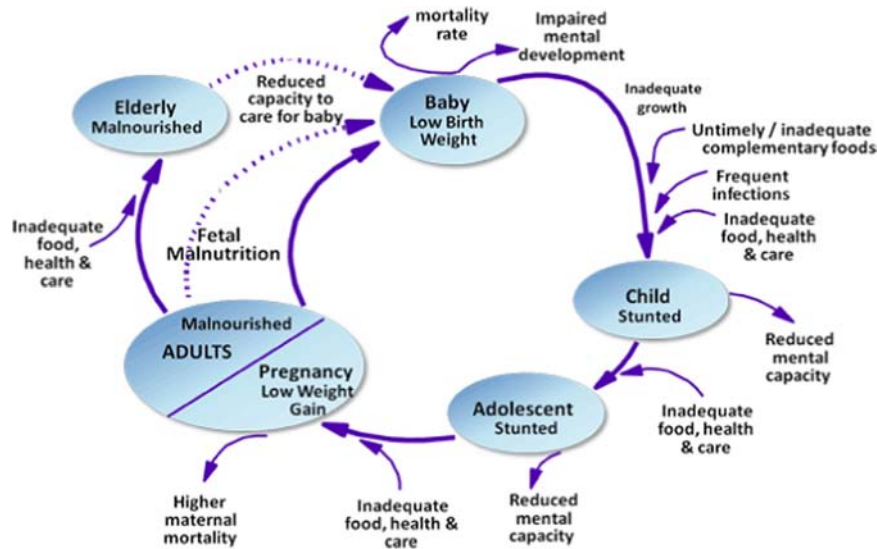 mortality
rate
Impaired
mental
development
Elderly
Malnourished
Reduced
capacity to
care for baby
Baby
Low Birth
Weight
Inadequate
growth
Untimely / inadequate
complementary foods
Frequent
infections
Inadequate
food, health
& care
Inadequate
food,
health &
care
Fetal
Malnutrition
Child
Stunted
Reduced
mental
capacity
Malnourished
ADULTS
Pregnancy
Low Weight
Gain
Adolescent
Stunted
Inadequate
food, health
& care
Higher
maternal
mortality
Inadequate
food, health &
care
Reduced
mental
capacity